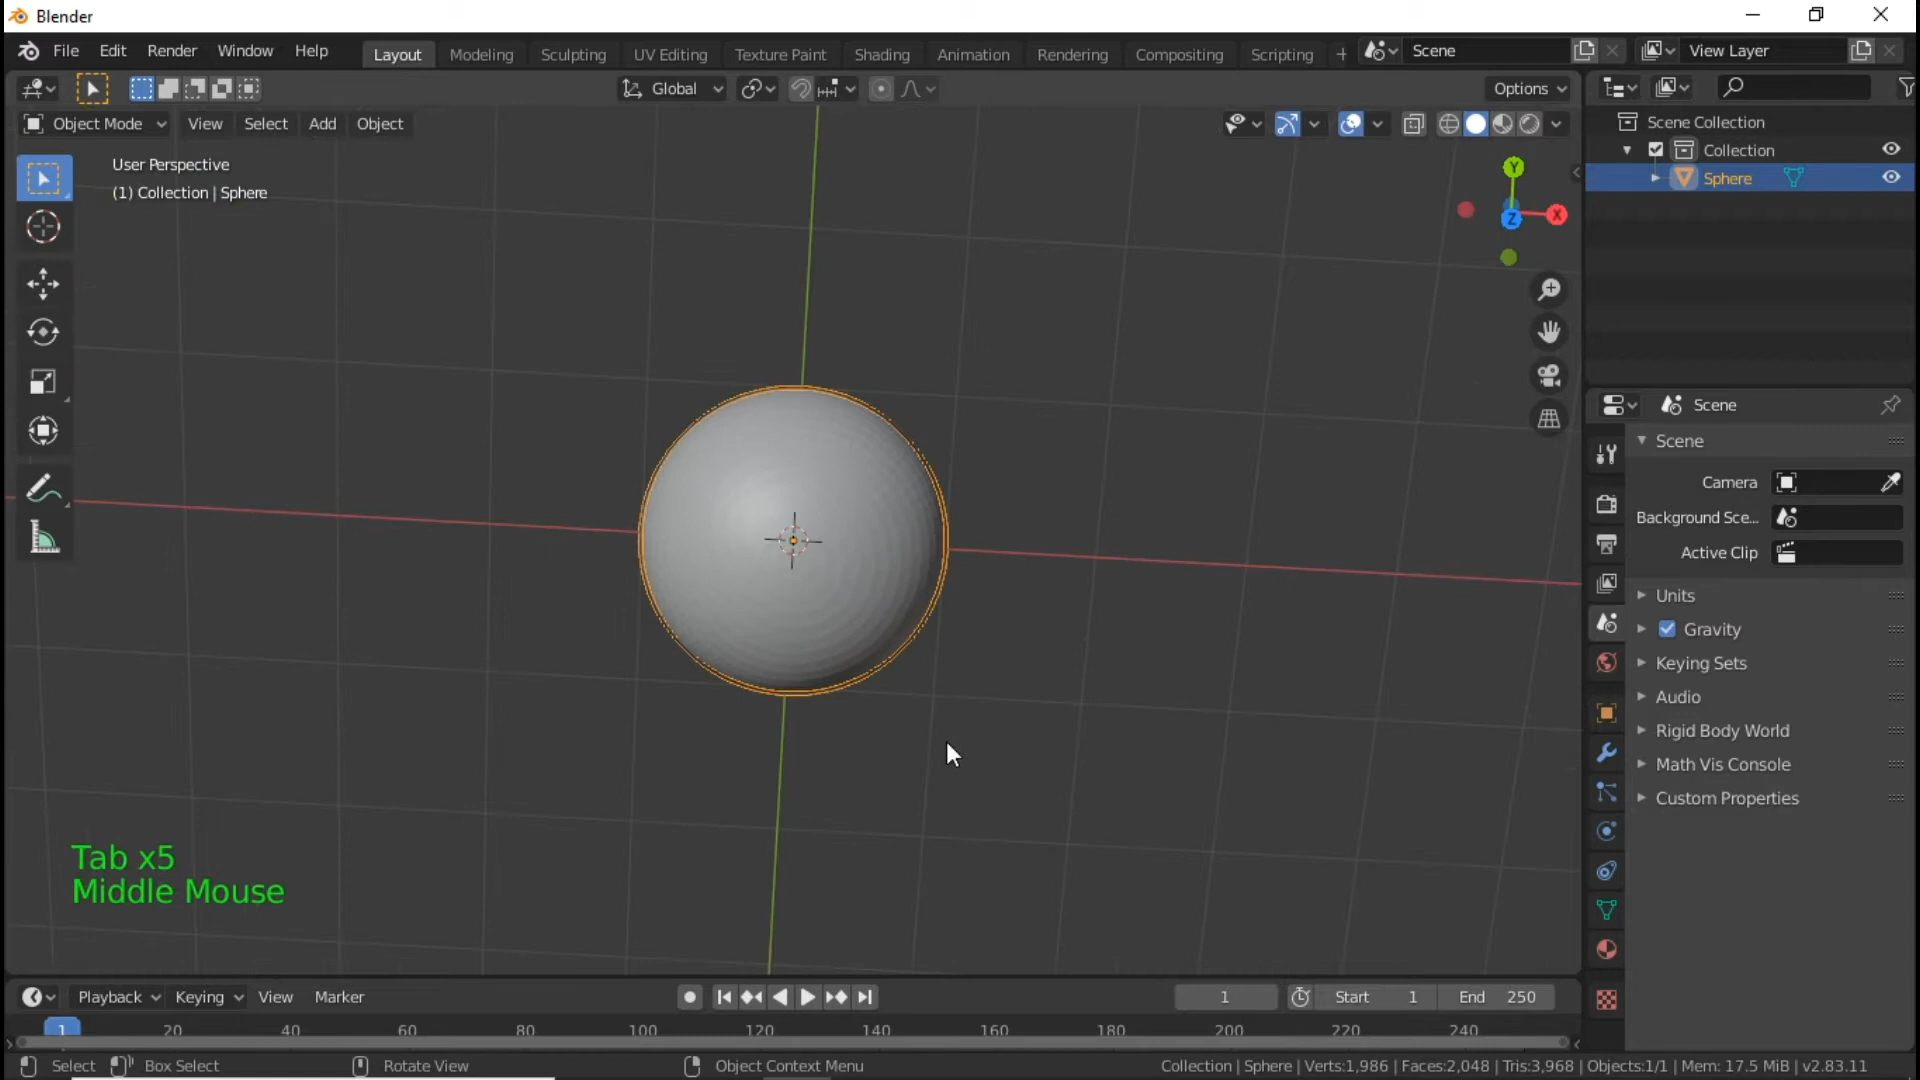 Blender
File Edit Render Window Help Layout Modeling Sculpting UV Editing Texture Paint Shading Animation Rendering Compositing Scripting + Scene View Layer
Global Options
Object Mode View Select Add Object
User Perspective
(1) Collection | Sphere
Y
X
Z
Scene Collection
Collection
Sphere
Scene
Scene
Camera
Background Sce...
Active Clip
Units
Gravity
Keying Sets
Audio
Rigid Body World
Math Vis Console
Custom Properties
Tab x5
Middle Mouse
Playback Keying View Marker 1 Start 1 End 250
1 20 40 60 80 100 120 140 160 180 200 220 240
Select Box Select Rotate View Object Context Menu Collection | Sphere | Verts:1,986 | Faces:2,048 | Tris:3,968 | Objects:1/1 | Mem: 17.5 MiB | v2.83.11